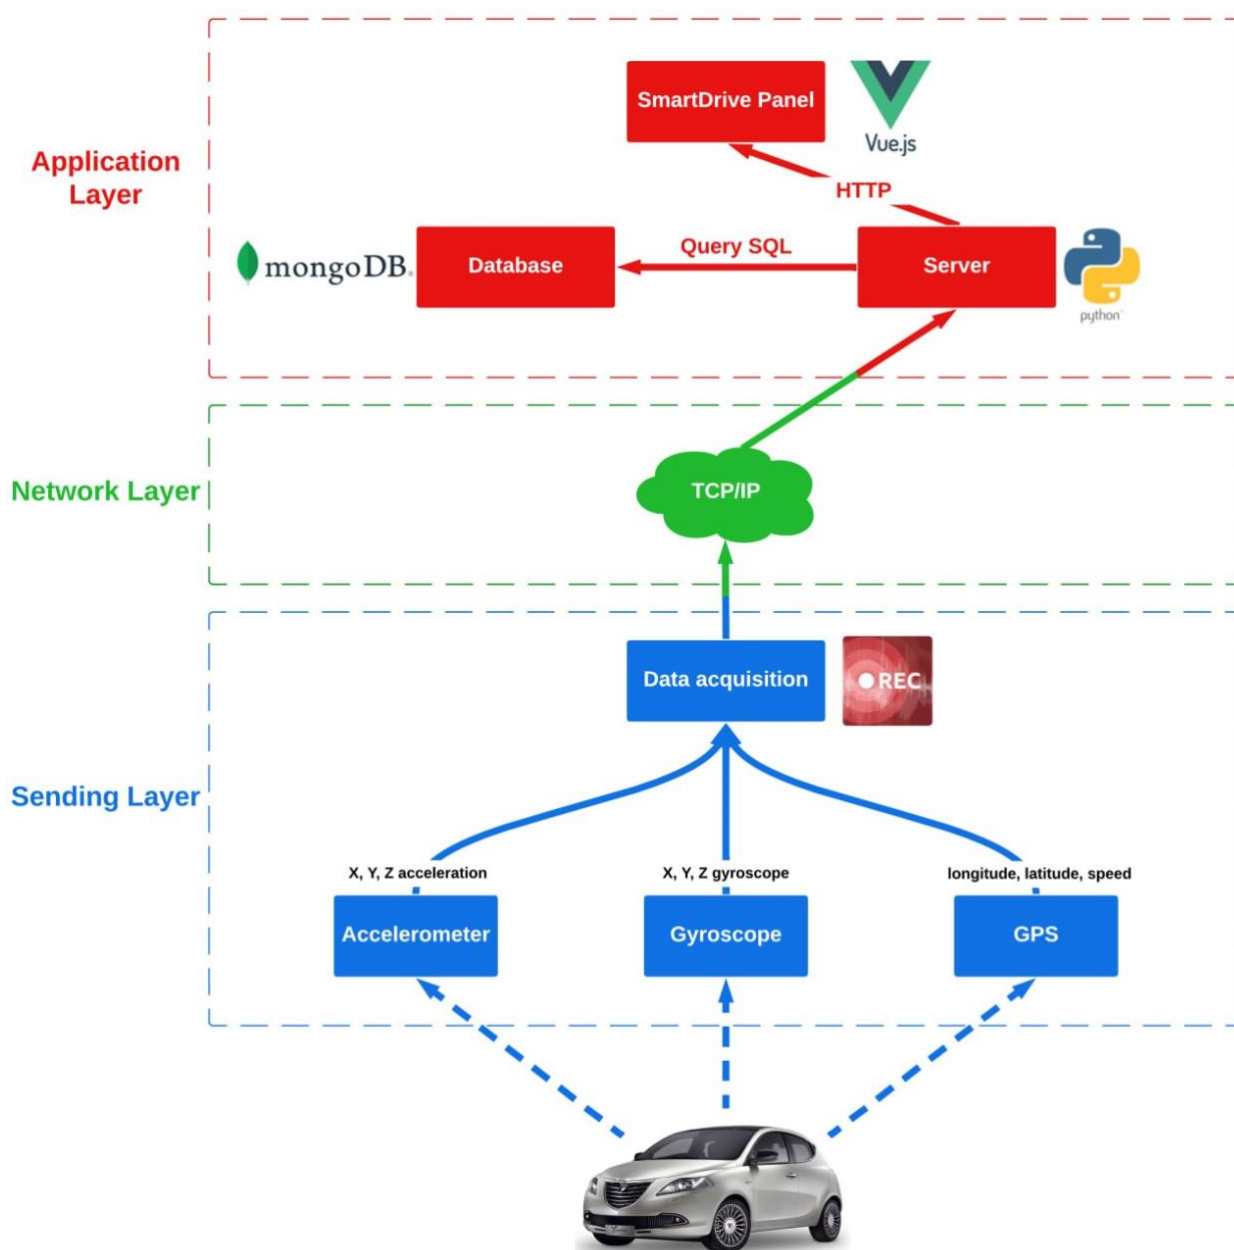 SmartDrive Panel
Vue.js
Application
Layer
HTTP
Query SQL
mongoDB®
Database
Server
python™
Network Layer
TCP/IP
Data acquisition
REC
Sending Layer
X, Y, Z acceleration
X, Y, Z gyroscope
longitude, latitude, speed
Accelerometer
Gyroscope
GPS